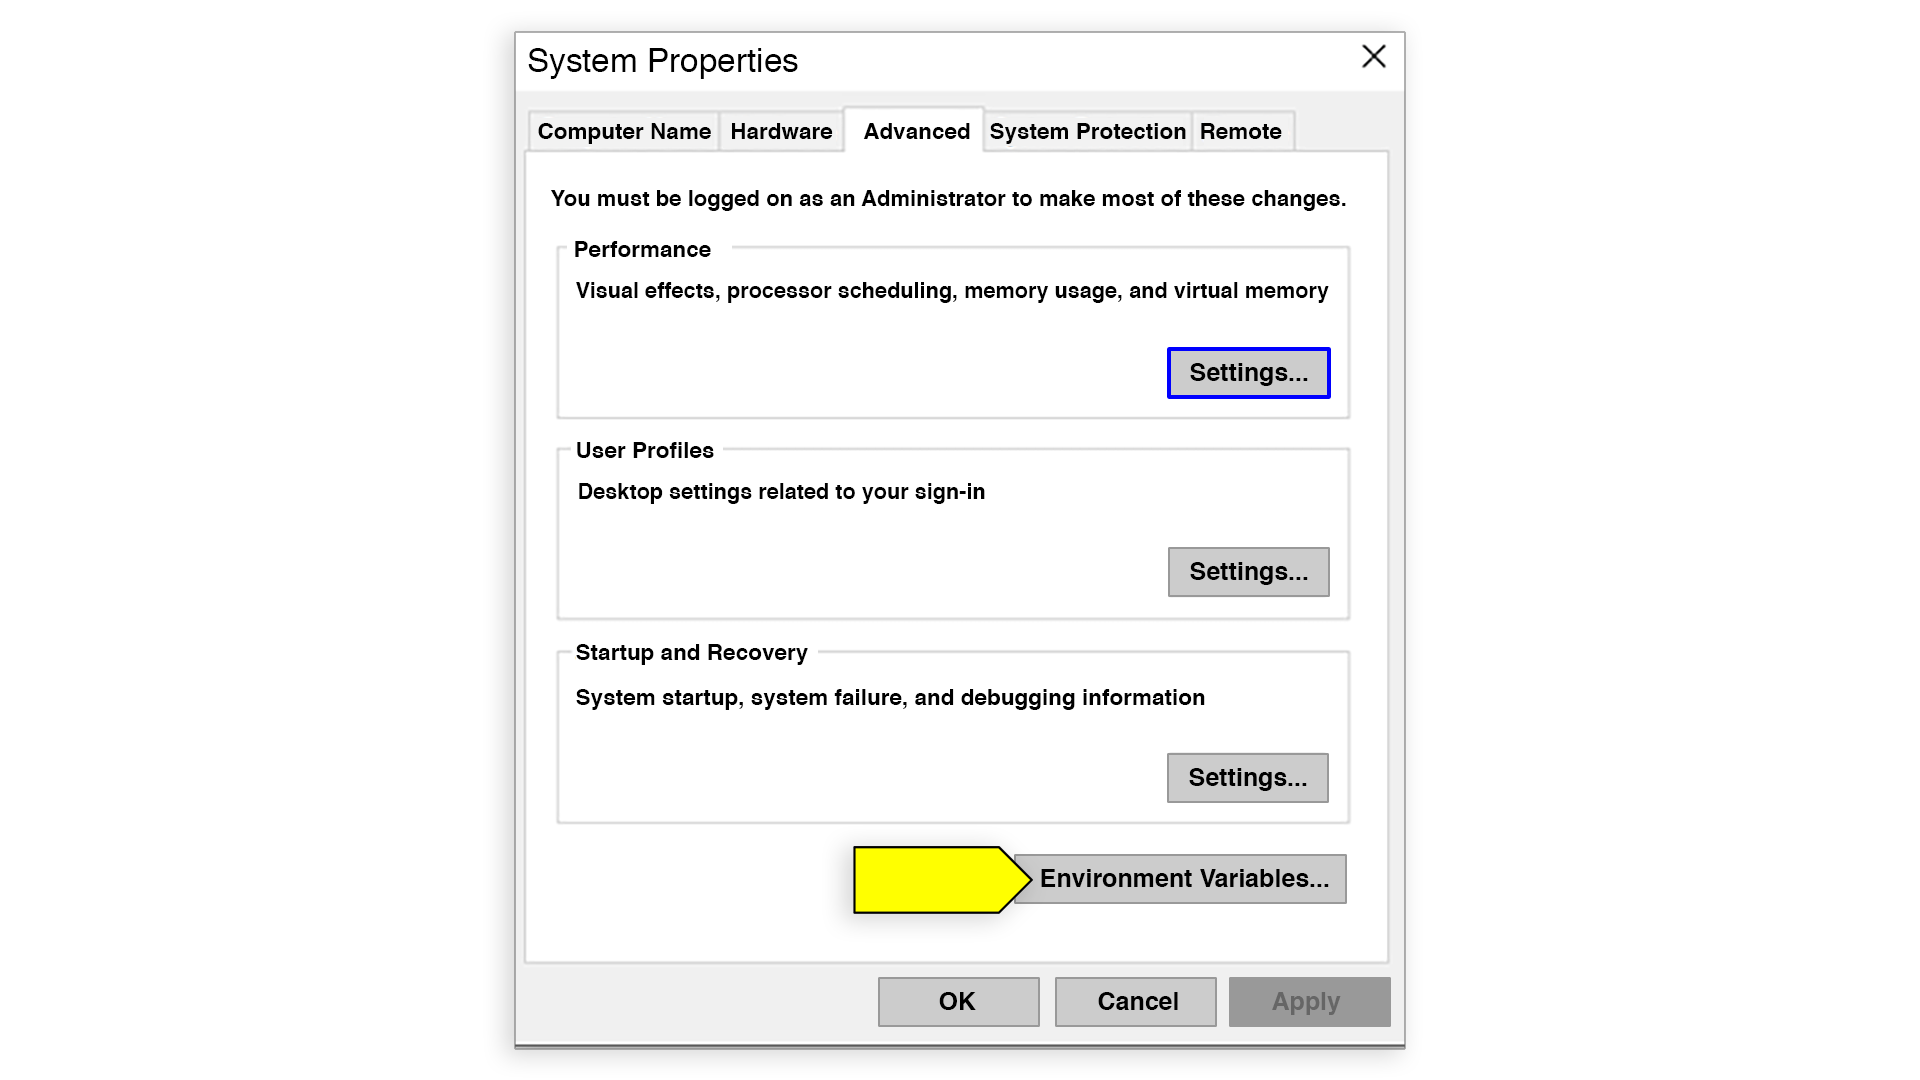 System Properties
Computer Name Hardware Advanced System Protection Remote
You must be logged on as an Administrator to make most of these changes.
Performance
Visual effects, processor scheduling, memory usage, and virtual memory
Settings...
User Profiles
Desktop settings related to your sign-in
Settings...
Startup and Recovery
System startup, system failure, and debugging information
Settings...
Environment Variables...
OK Cancel Apply